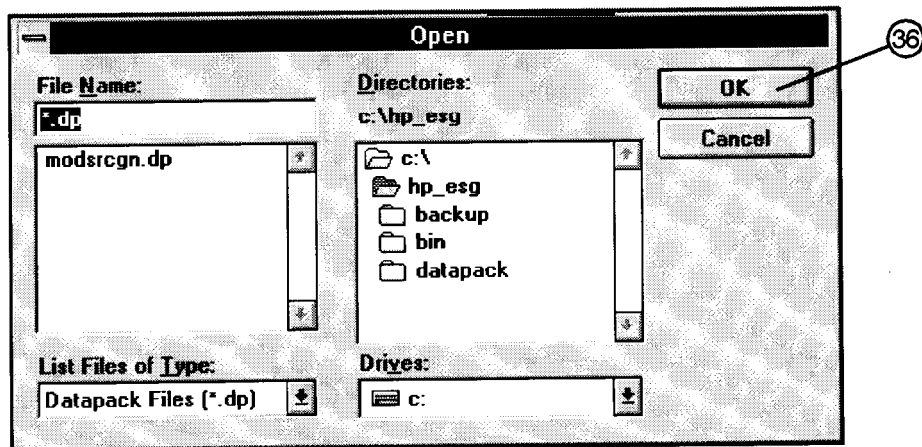 Open
36
File Name:
*.dp
modsrcgn.dp
Directories:
c:\hp_esg
c:\
hp_esg
backup
bin
datapack
OK
Cancel
List Files of Type:
Datapack Files (*.dp)
Drives:
c: